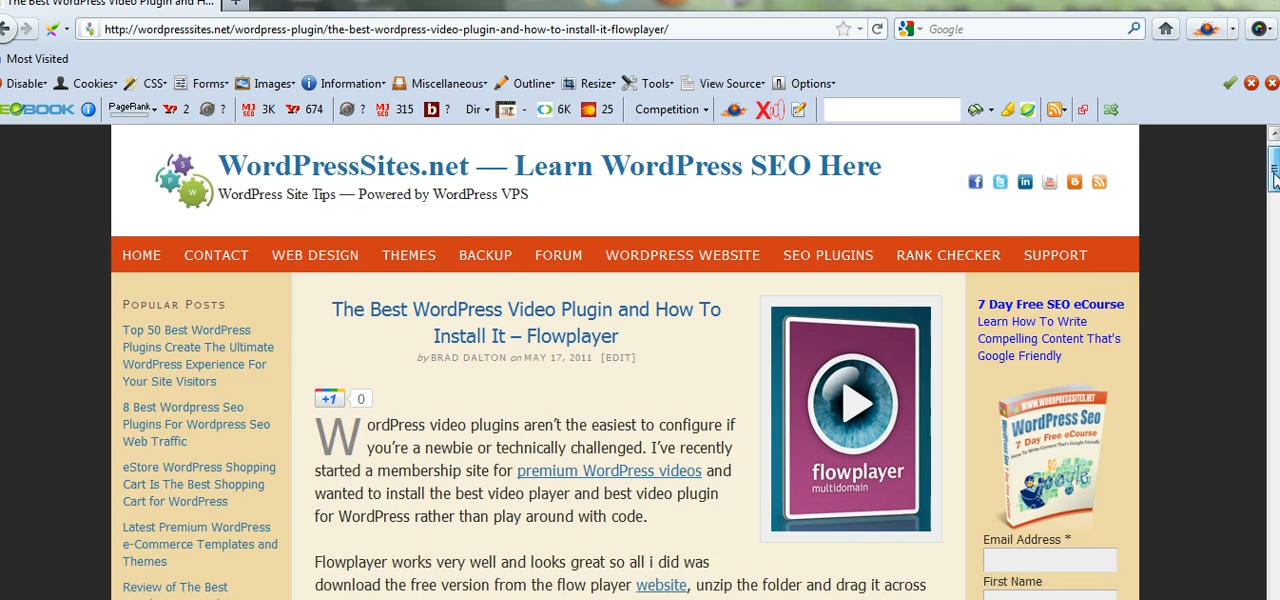 The Best WordPress Video Plugin and H...
http://wordpresssites.net/wordpress-plugin/the-best-wordpress-video-plugin-and-how-to-install-it-flowplayer/
Google
Most Visited
Disable Cookies CSS Forms Images Information Miscellaneous Outline Resize Tools View Source Options
EOBOOK PageRank 2 ? 3K 674 ? 315 b ? Dir - 6K 25 Competition
WordPressSites.net — Learn WordPress SEO Here
WordPress Site Tips — Powered by WordPress VPS
HOME CONTACT WEB DESIGN THEMES BACKUP FORUM WORDPRESS WEBSITE SEO PLUGINS RANK CHECKER SUPPORT
POPULAR POSTS
Top 50 Best WordPress
Plugins Create The Ultimate
WordPress Experience For
Your Site Visitors
8 Best Wordpress Seo
Plugins For Wordpress Seo
Web Traffic
eStore WordPress Shopping
Cart Is The Best Shopping
Cart for WordPress
Latest Premium WordPress
e-Commerce Templates and
Themes
Review of The Best
The Best WordPress Video Plugin and How To
Install It – Flowplayer
by BRAD DALTON on MAY 17, 2011 [EDIT]
+1 0
WordPress video plugins aren't the easiest to configure if
you're a newbie or technically challenged. I've recently
started a membership site for premium WordPress videos and
wanted to install the best video player and best video plugin
for WordPress rather than play around with code.
Flowplayer works very well and looks great so all i did was
download the free version from the flow player website, unzip the folder and drag it across
flowplayer
multidomain
7 Day Free SEO eCourse
Learn How To Write
Compelling Content That's
Google Friendly
WWW.WORDPRESSSITES.NET
WordPress Seo
7 Day Free eCourse
Email Address *
First Name